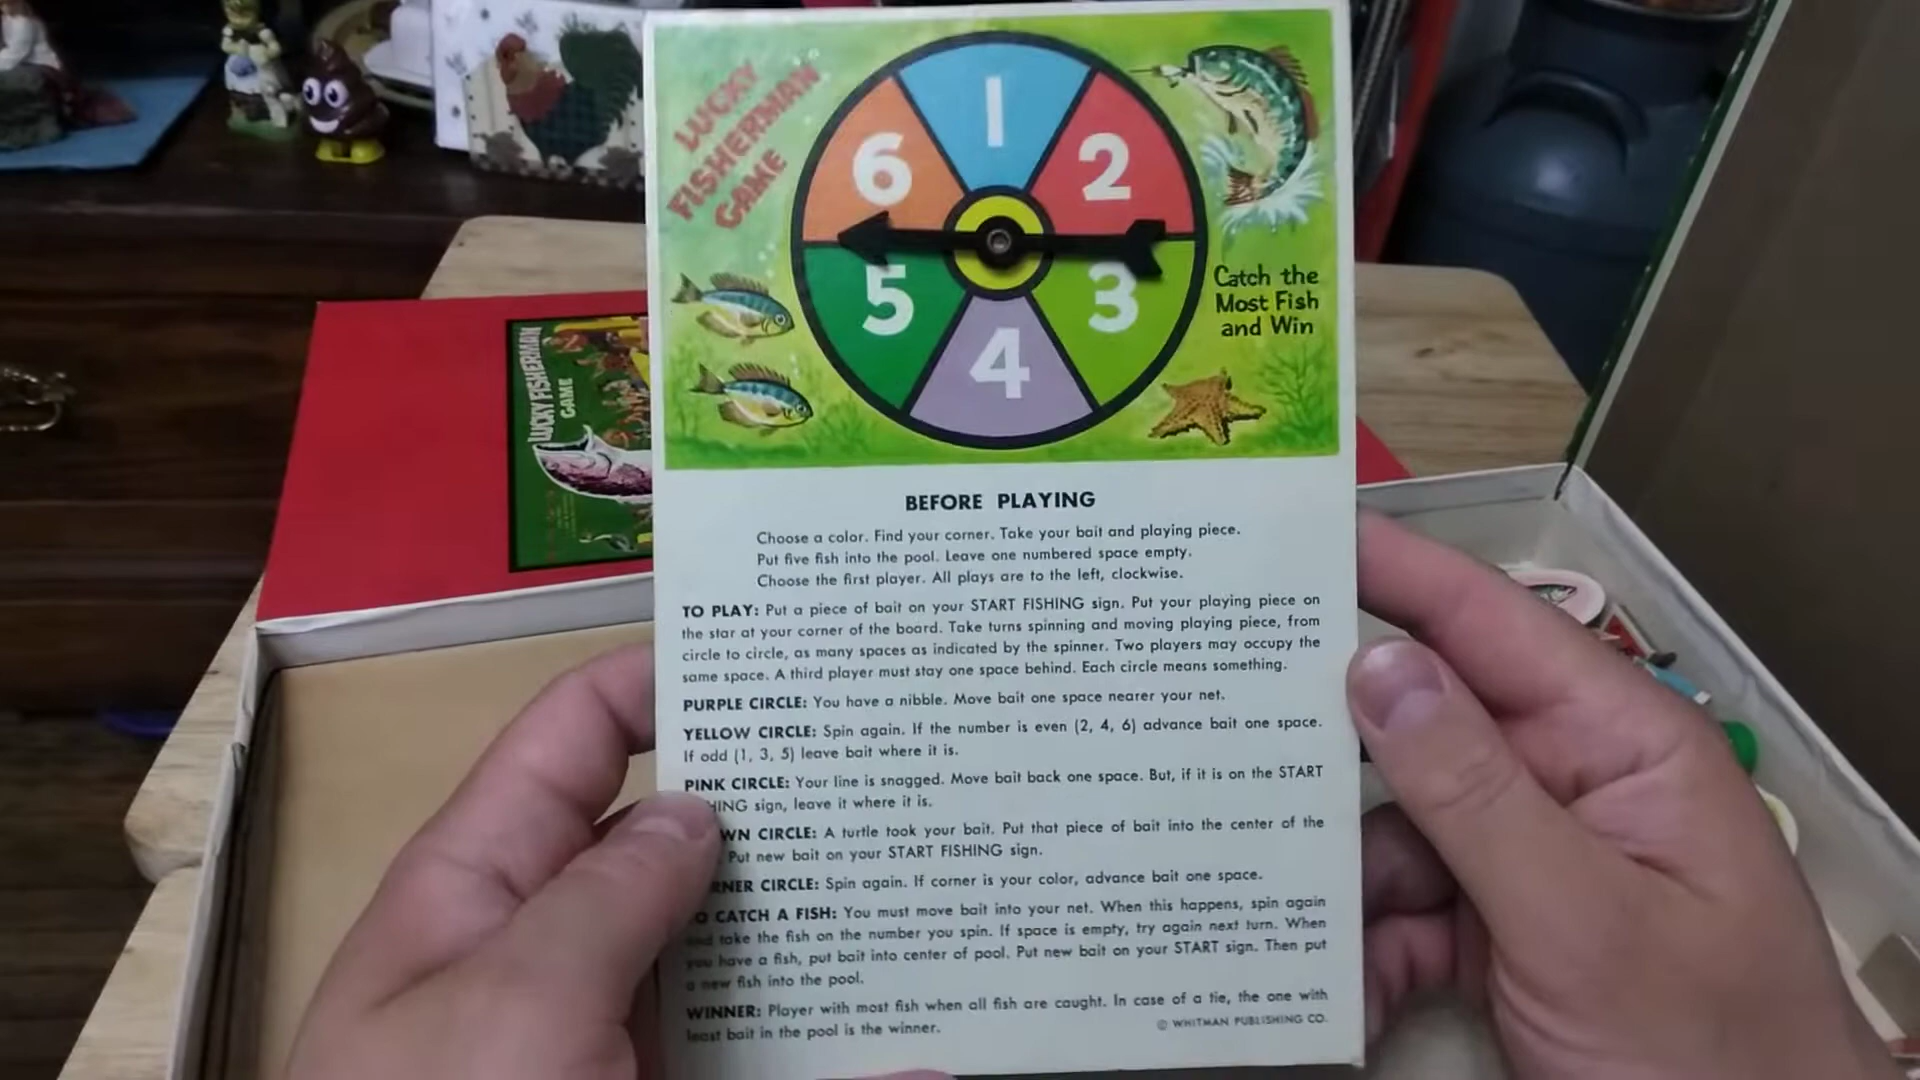 LUCKY
FISHERMAN
GAME
1
2
3
4
5
6
Catch the
Most Fish
and Win
LUCKY FISHERMAN
GAME
BEFORE PLAYING
Choose a color. Find your corner. Take your bait and playing piece.
Put five fish into the pool. Leave one numbered space empty.
Choose the first player. All plays are to the left, clockwise.
TO PLAY: Put a piece of bait on your START FISHING sign. Put your playing piece on
the star at your corner of the board. Take turns spinning and moving playing piece, from
circle to circle, as many spaces as indicated by the spinner. Two players may occupy the
same space. A third player must stay one space behind. Each circle means something.
PURPLE CIRCLE: You have a nibble. Move bait one space nearer your net.
YELLOW CIRCLE: Spin again. If the number is even (2, 4, 6) advance bait one space.
If odd (1, 3, 5) leave bait where it is.
PINK CIRCLE: Your line is snagged. Move bait back one space. But, if it is on the START
HING sign, leave it where it is.
WN CIRCLE: A turtle took your bait. Put that piece of bait into the center of the
Put new bait on your START FISHING sign.
RNER CIRCLE: Spin again. If corner is your color, advance bait one space.
O CATCH A FISH: You must move bait into your net. When this happens, spin again
and take the fish on the number you spin. If space is empty, try again next turn. When
you have a fish, put bait into center of pool. Put new bait on your START sign. Then put
a new fish into the pool.
WINNER: Player with most fish when all fish are caught. In case of a tie, the one with
least bait in the pool is the winner.
© WHITMAN PUBLISHING CO.